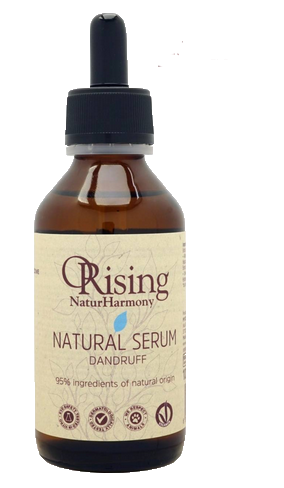 ORising
NaturHarmony
NATURAL SERUM
DANDRUFF
95% ingredients of natural origin